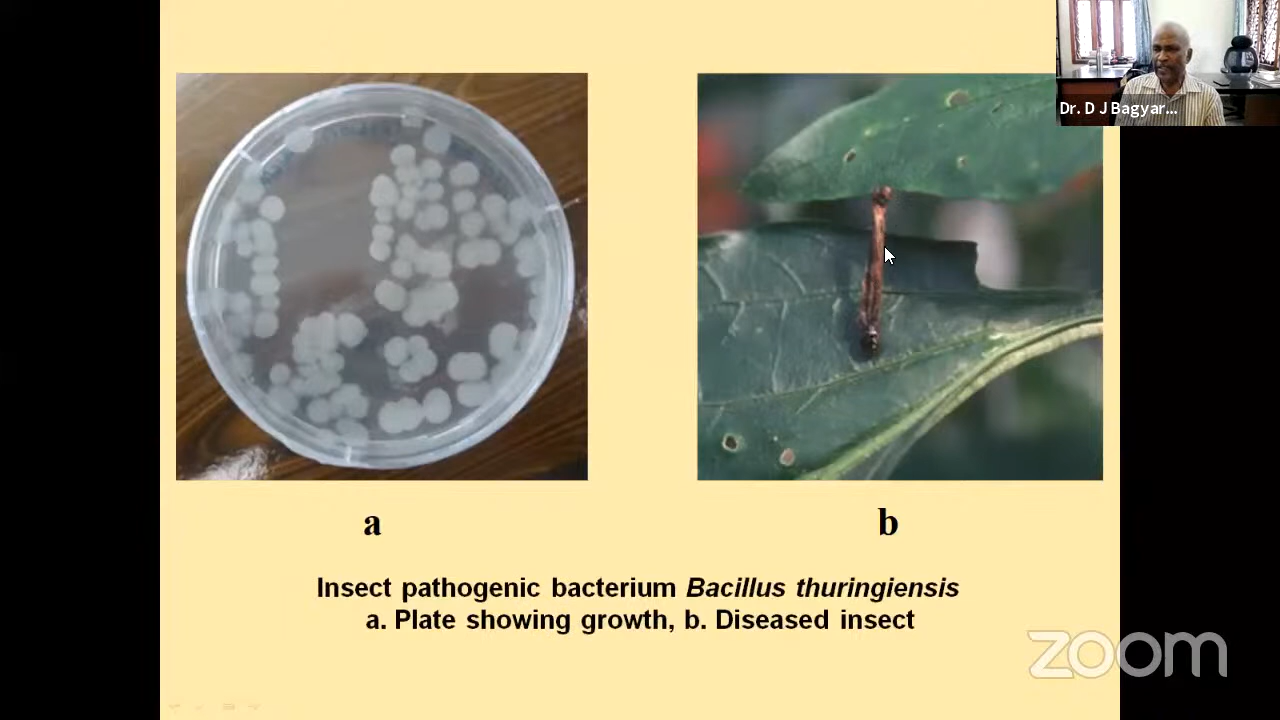 Dr. D J Bagyar...
a
b
Insect pathogenic bacterium Bacillus thuringiensis
a. Plate showing growth, b. Diseased insect
zoom